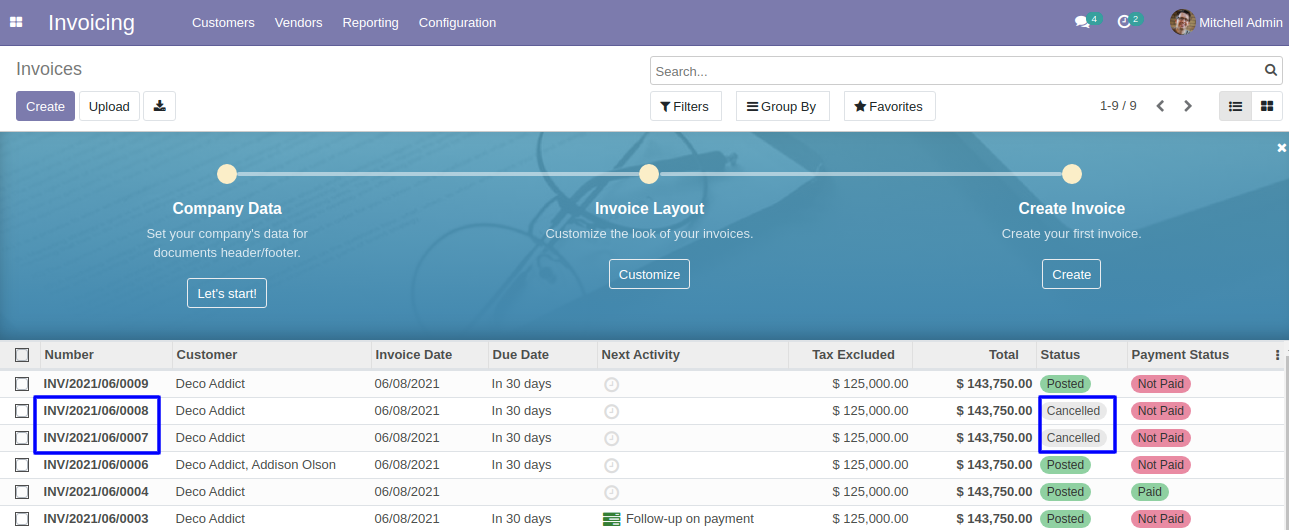 Invoicing Customers Vendors Reporting Configuration 4 2 Mitchell Admin
Invoices Search...
Create Upload Filters Group By Favorites 1-9 / 9
Company Data Invoice Layout Create Invoice
Set your company's data for Customize the look of your invoices. Create your first invoice.
documents header/footer.
Let's start! Customize Create
Number Customer Invoice Date Due Date Next Activity Tax Excluded Total Status Payment Status
INV/2021/06/0009 Deco Addict 06/08/2021 In 30 days $ 125,000.00 $ 143,750.00 Posted Not Paid
INV/2021/06/0008 Deco Addict 06/08/2021 In 30 days $ 125,000.00 $ 143,750.00 Cancelled Not Paid
INV/2021/06/0007 Deco Addict 06/08/2021 In 30 days $ 125,000.00 $ 143,750.00 Cancelled Not Paid
INV/2021/06/0006 Deco Addict, Addison Olson 06/08/2021 In 30 days $ 125,000.00 $ 143,750.00 Posted Not Paid
INV/2021/06/0004 Deco Addict 06/08/2021 $ 125,000.00 $ 143,750.00 Posted Paid
INV/2021/06/0003 Deco Addict 06/08/2021 In 30 days Follow-up on payment $ 125,000.00 $ 143,750.00 Posted Not Paid